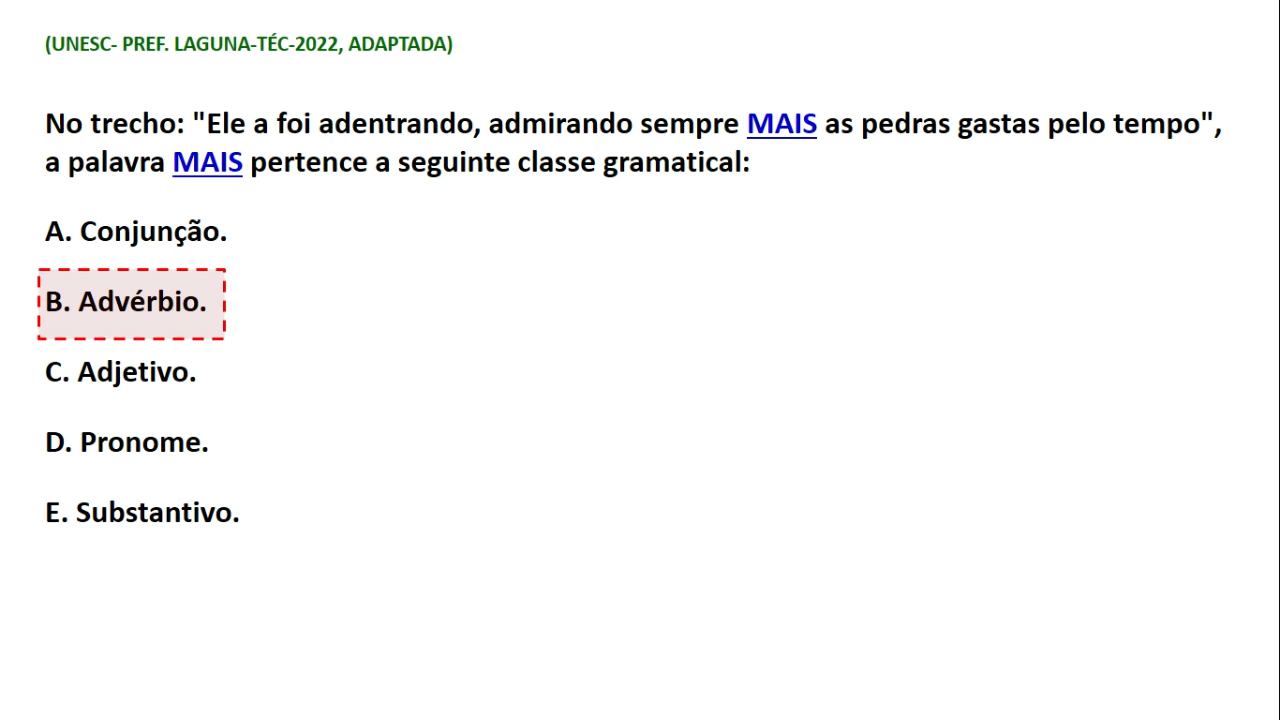 (UNESC- PREF. LAGUNA-TÉC-2022, ADAPTADA)
No trecho: "Ele a foi adentrando, admirando sempre MAIS as pedras gastas pelo tempo",
a palavra MAIS pertence a seguinte classe gramatical:
A. Conjunção.
B. Advérbio.
C. Adjetivo.
D. Pronome.
E. Substantivo.